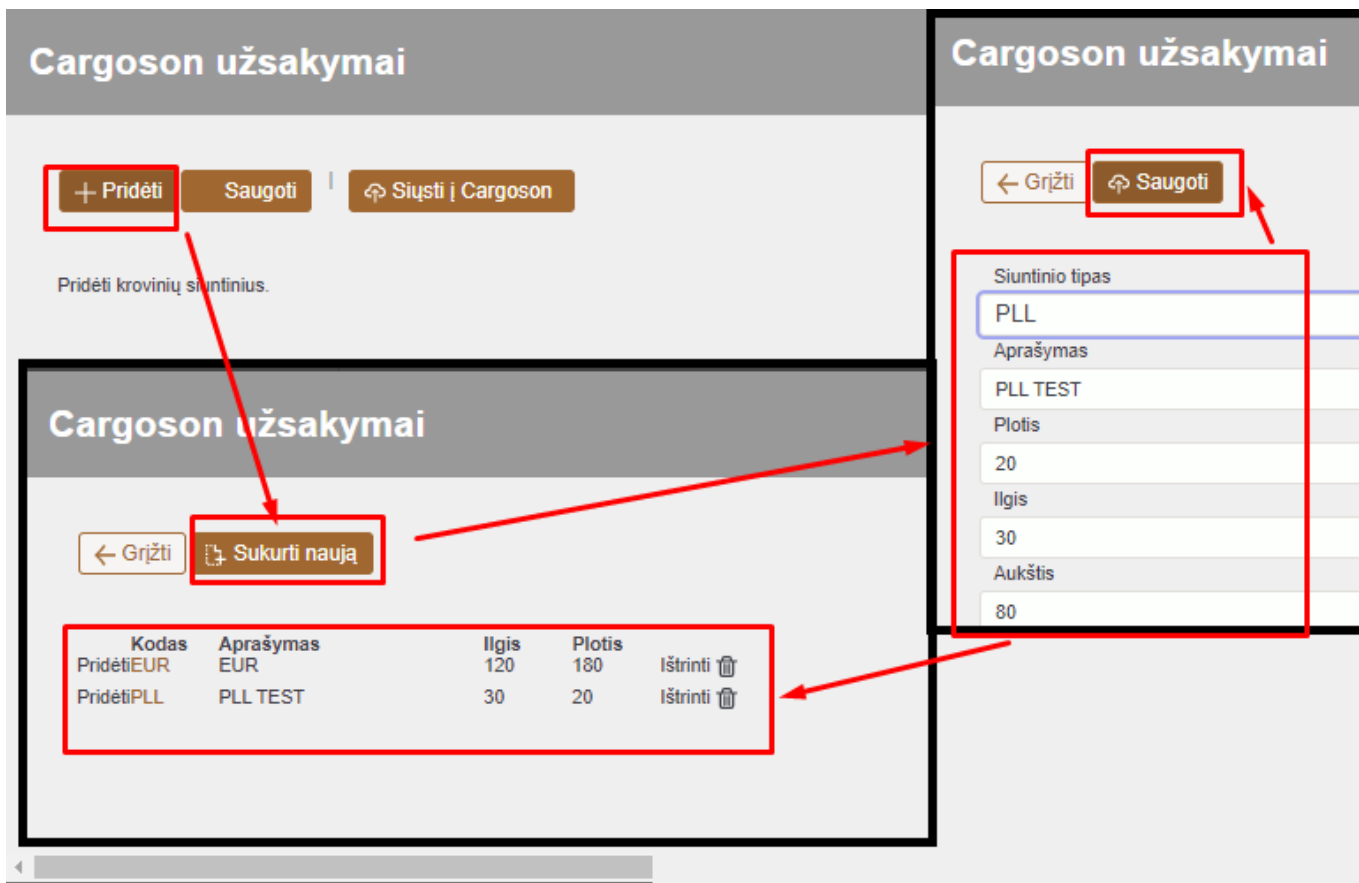 Cargoson užsakymai
+ Pridėti Saugoti | Siųsti į Cargoson
Pridėti krovinių siuntinius.
Cargoson užsakymai
← Grįžti Sukurti naują
Kodas Aprašymas Ilgis Plotis
PridėtiEUR EUR 120 180 Ištrinti
PridėtiPLL PLL TEST 30 20 Ištrinti
Cargoson užsakymai
← Grįžti Saugoti
Siuntinio tipas
PLL
Aprašymas
PLL TEST
Plotis
20
Ilgis
30
Aukštis
80